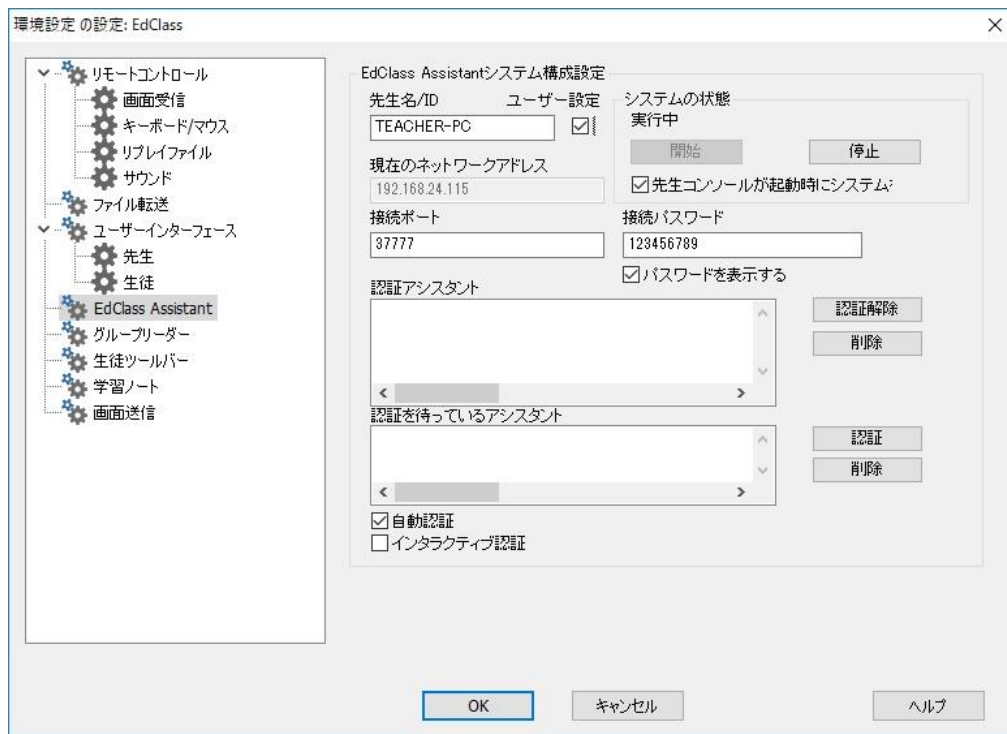 環境設定 の設定: EdClass
リモートコントロール
画面受信
キーボード/マウス
リプレイファイル
サウンド
ファイル転送
ユーザーインターフェース
先生
生徒
EdClass Assistant
グループリーダー
生徒ツールバー
学習ノート
画面送信
EdClass Assistantシステム構成設定
先生名/ID
ユーザー設定
TEACHER-PC
現在のネットワークアドレス
192.168.24.115
システムの状態
実行中
開始
停止
先生コンソールが起動時にシステム
接続ポート
37777
接続パスワード
123456789
パスワードを表示する
認証アシスタント
認証解除
削除
認証を待っているアシスタント
認証
削除
自動認証
インタラクティブ認証
OK
キャンセル
ヘルプ